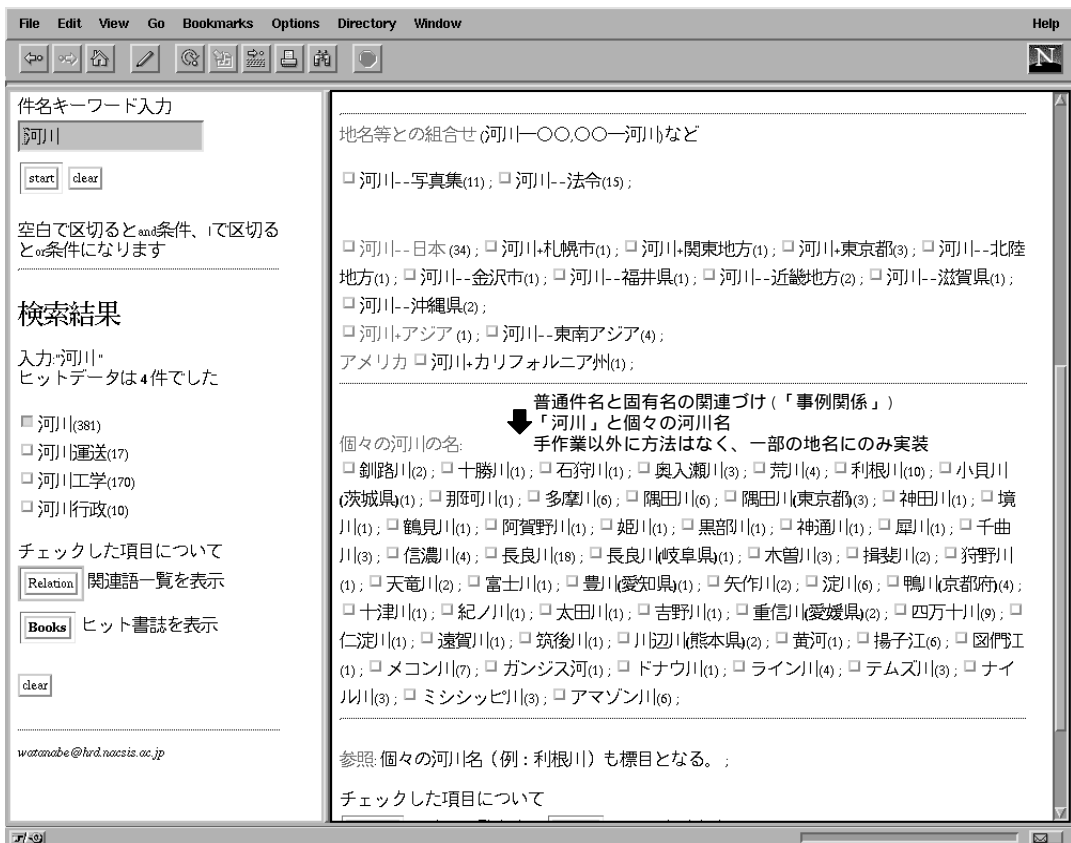 File Edit View Go Bookmarks Options Directory Window Help
N
件名キーワード入力
河川
start clear
空白で区切るとand条件、|で区切る
とor条件になります
検索結果
入力:"河川"
ヒットデータは 4 件でした
河川(381)
河川運送(17)
河川工学(170)
河川行政(10)
チェックした項目について
Relation 関連語一覧を表示
Books ヒット書誌を表示
clear
watanabe@hrd.nacsis.ac.jp
地名等との組合せ (河川—○○,○○—河川)など
河川--写真集(11) ; 河川--法令(15) ;
河川--日本 (34) ; 河川+札幌市(1) ; 河川+関東地方(1) ; 河川+東京都(3) ; 河川--北陸
地方(1) ; 河川--金沢市(1) ; 河川--福井県(1) ; 河川--近畿地方(2) ; 河川--滋賀県(1) ;
河川--沖縄県(2) ;
河川+アジア (1) ; 河川--東南アジア(4) ;
アメリカ 河川+カリフォルニア州(1) ;
普通件名と固有名の関連づけ (「事例関係」)
「河川」と個々の河川名
手作業以外に方法はなく、一部の地名にのみ実装
個々の河川の名:
釧路川(2) ; 十勝川(1) ; 石狩川(1) ; 奥入瀬川(3) ; 荒川(4) ; 利根川(10) ; 小貝川
(茨城県)(1) ; 那珂川(1) ; 多摩川(6) ; 隅田川(6) ; 隅田川(東京都)(3) ; 神田川(1) ; 境
川(1) ; 鶴見川(1) ; 阿賀野川(1) ; 姫川(1) ; 黒部川(1) ; 神通川(1) ; 犀川(1) ; 千曲
川(3) ; 信濃川(4) ; 長良川(18) ; 長良川(岐阜県)(1) ; 木曽川(3) ; 揖斐川(2) ; 狩野川
(1) ; 天竜川(2) ; 富士川(1) ; 豊川(愛知県)(1) ; 矢作川(2) ; 淀川(6) ; 鴨川(京都府)(4) ;
十津川(1) ; 紀ノ川(1) ; 太田川(1) ; 吉野川(1) ; 重信川(愛媛県)(2) ; 四万十川(9) ;
仁淀川(1) ; 遠賀川(1) ; 筑後川(1) ; 川辺川(熊本県)(2) ; 黄河(1) ; 揚子江(6) ; 図們江
(1) ; メコン川(7) ; ガンジス河(1) ; ドナウ川(1) ; ライン川(4) ; テムズ川(3) ; ナイ
ル川(3) ; ミシシッピ川(3) ; アマゾン川(6) ;
参照: 個々の河川名（例：利根川）も標目となる。 ;
チェックした項目について